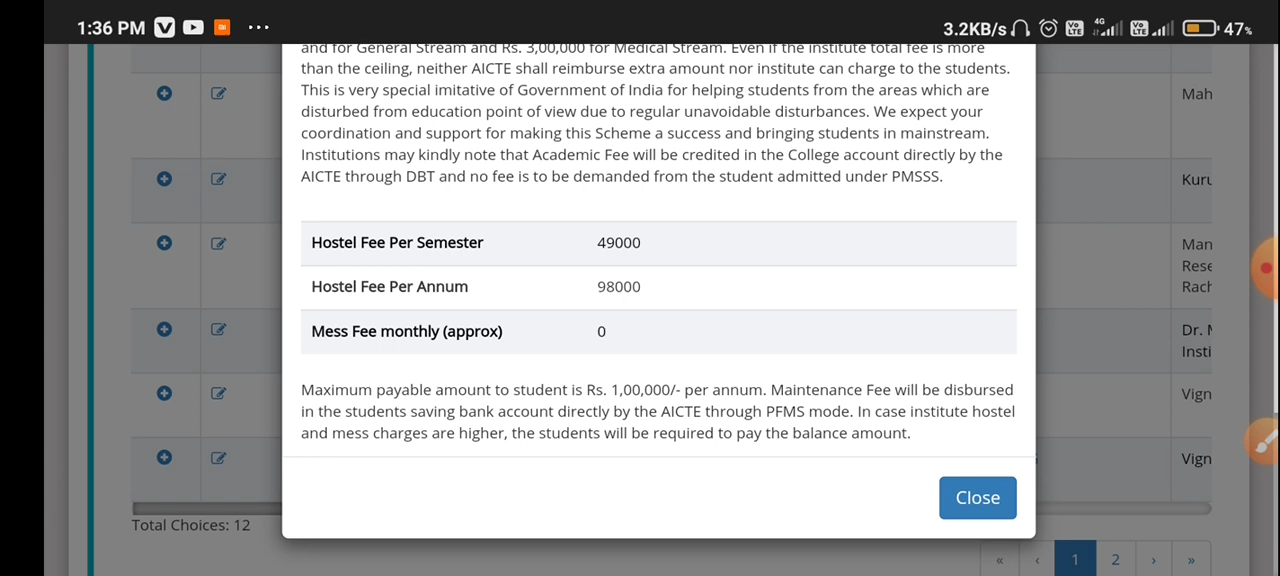 1:36 PM
3.2KB/s
4G
Vo LTE
Vo LTE
47%
and for General Stream and Rs. 3,00,000 for Medical Stream. Even if the institute total fee is more
than the ceiling, neither AICTE shall reimburse extra amount nor institute can charge to the students.
This is very special imitative of Government of India for helping students from the areas which are
disturbed from education point of view due to regular unavoidable disturbances. We expect your
coordination and support for making this Scheme a success and bringing students in mainstream.
Institutions may kindly note that Academic Fee will be credited in the College account directly by the
AICTE through DBT and no fee is to be demanded from the student admitted under PMSSS.
Hostel Fee Per Semester 49000
Hostel Fee Per Annum 98000
Mess Fee monthly (approx) 0
Maximum payable amount to student is Rs. 1,00,000/- per annum. Maintenance Fee will be disbursed
in the students saving bank account directly by the AICTE through PFMS mode. In case institute hostel
and mess charges are higher, the students will be required to pay the balance amount.
Close
Mah
Kuru
Man
Rese
Rach
Dr. M
Insti
Vign
Vign
Total Choices: 12
« ‹ 1 2 › »